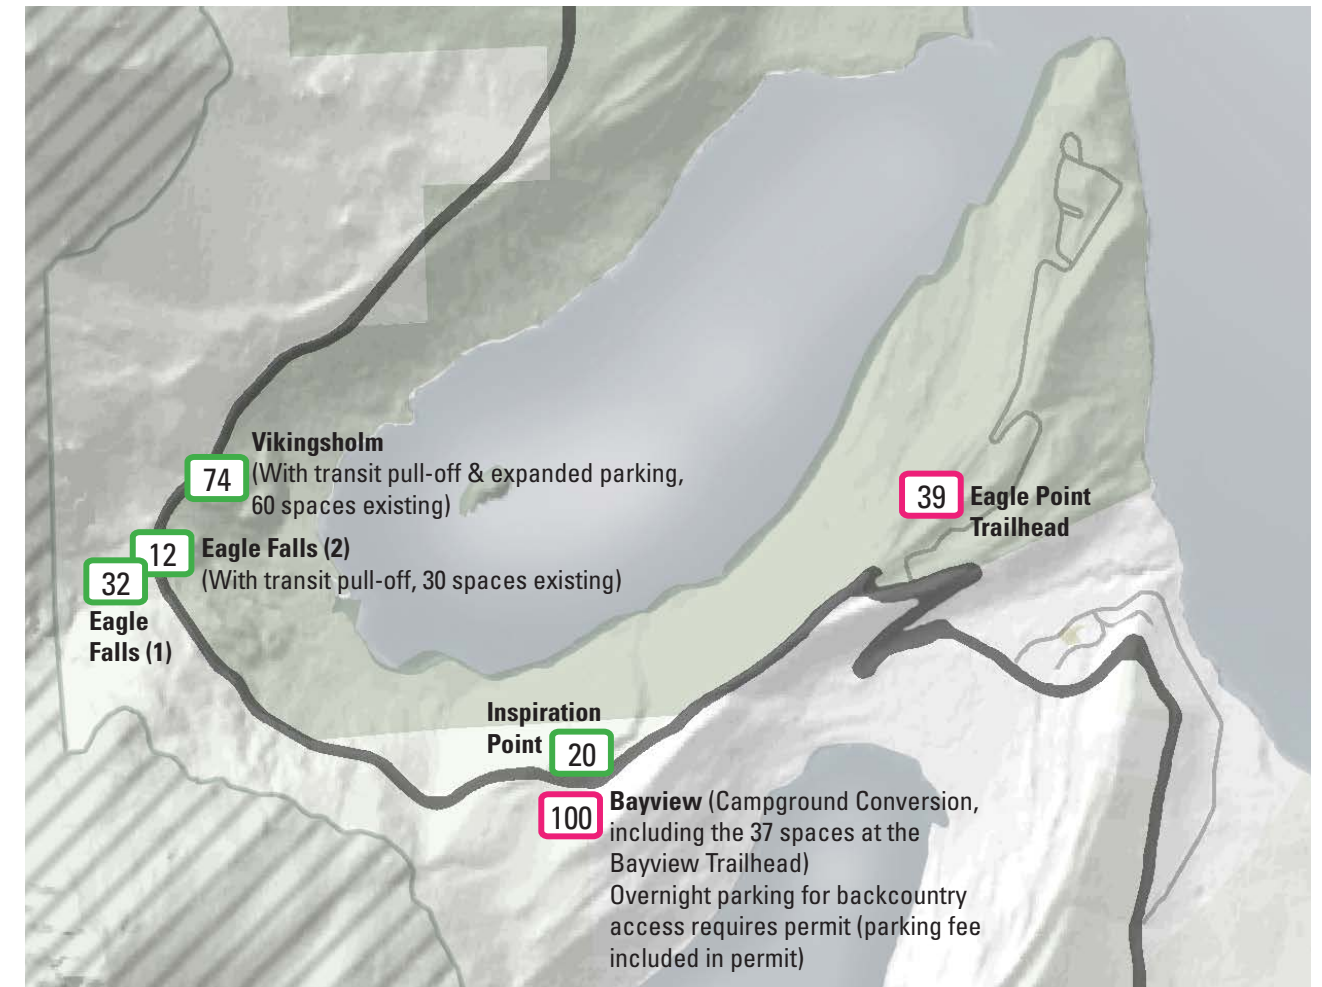 Vikingsholm
74
(With transit pull-off & expanded parking,
60 spaces existing)
39
Eagle Point
Trailhead
12
Eagle Falls (2)
(With transit pull-off, 30 spaces existing)
32
Eagle
Falls (1)
Inspiration
Point
20
100
Bayview (Campground Conversion,
including the 37 spaces at the
Bayview Trailhead)
Overnight parking for backcountry
access requires permit (parking fee
included in permit)